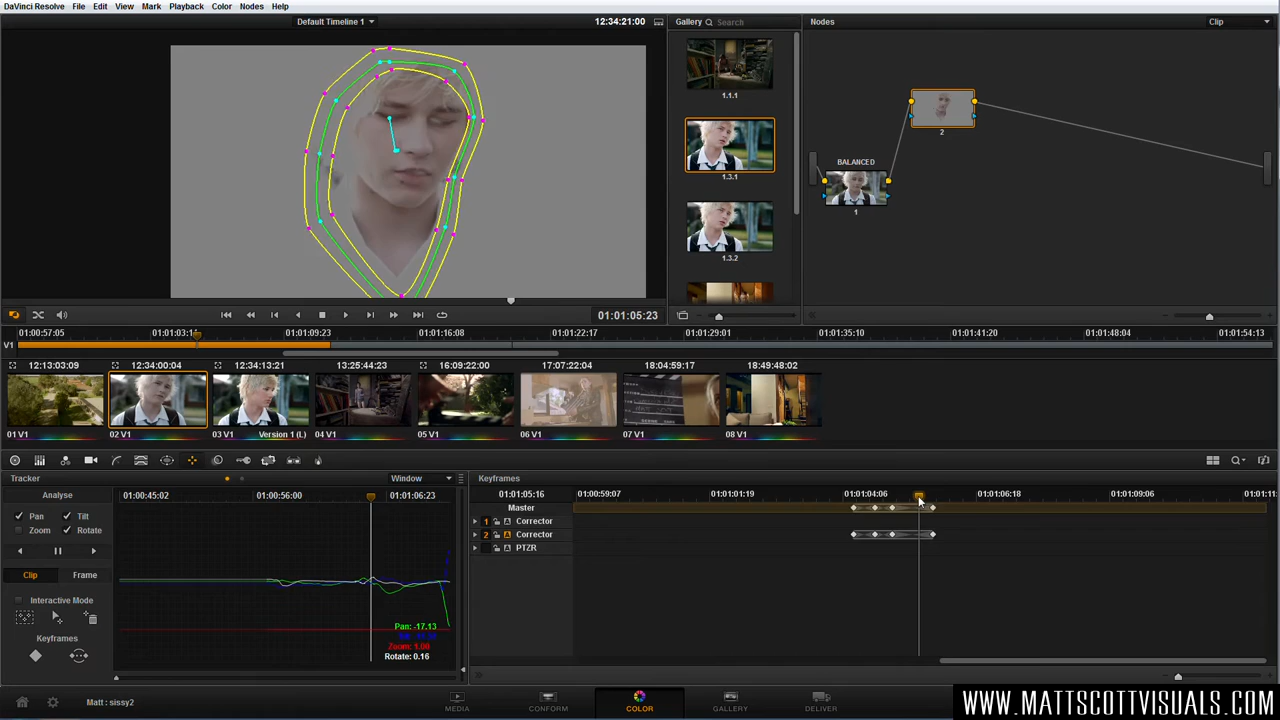 DaVinci Resolve File Edit View Mark Playback Color Nodes Help
Default Timeline 1 12:34:21:00 Gallery Search Nodes Clip
1.1.1
1.3.1
1.3.2
BALANCED
1
2
01:01:05:23
01:00:57:05 01:01:03:14 01:01:09:23 01:01:16:08 01:01:22:17 01:01:29:01 01:01:35:10 01:01:41:20 01:01:48:04 01:01:54:13
V1
12:13:03:09 12:34:00:04 12:34:13:21 13:25:44:23 16:09:22:00 17:07:22:04 18:04:59:17 18:49:48:02
01 V1 02 V1 03 V1 Version 1 (L) 04 V1 05 V1 06 V1 07 V1 08 V1
Tracker Window Keyframes
Analyse
01:00:45:02 01:00:56:00 01:01:06:23
01:01:05:16 01:00:59:07 01:01:01:19 01:01:04:06 01:01:06:18 01:01:09:06 01:01:11
Master
Pan Tilt
Zoom Rotate
1 A Corrector
2 A Corrector
PTZR
Clip Frame
Interactive Mode
Keyframes
Pan: -17.13
Zoom: 1.00
Rotate: 0.16
Matt : sissy2
MEDIA CONFORM COLOR GALLERY DELIVER
WWW.MATTSCOTTVISUALS.COM